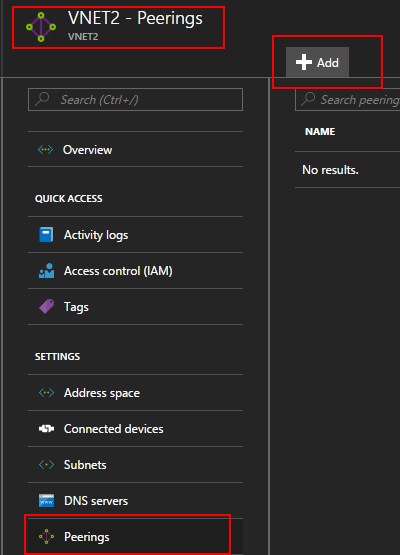 VNET2 - Peerings
VNET2
Add
Search (Ctrl+/)
Search peering
Overview
NAME
No results.
QUICK ACCESS
Activity logs
Access control (IAM)
Tags
SETTINGS
Address space
Connected devices
Subnets
DNS servers
Peerings